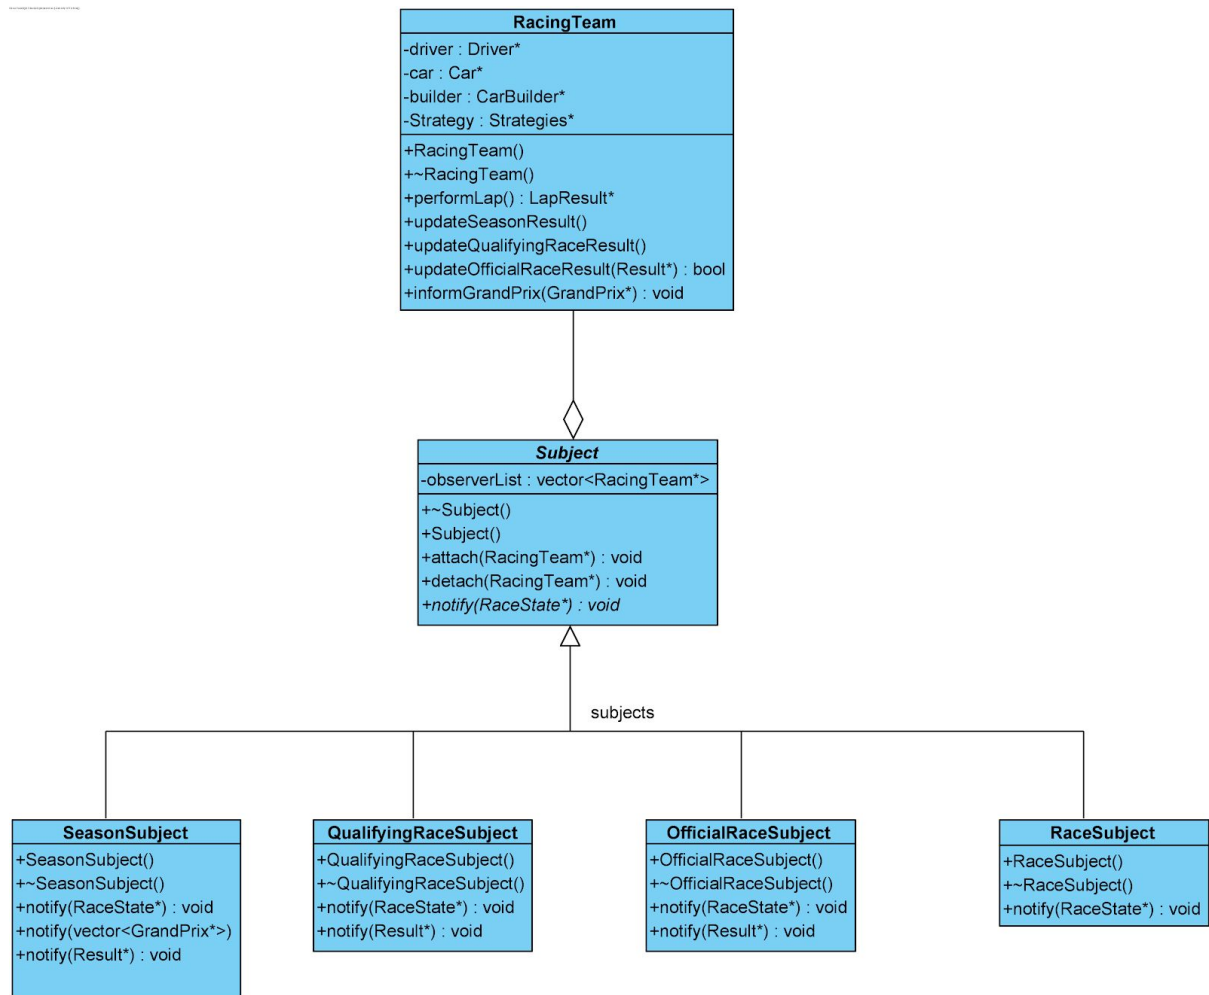 RacingTeam
-driver : Driver*
-car : Car*
-builder : CarBuilder*
-Strategy : Strategies*
+RacingTeam()
+~RacingTeam()
+performLap() : LapResult*
+updateSeasonResult()
+updateQualifyingRaceResult()
+updateOfficialRaceResult(Result*) : bool
+informGrandPrix(GrandPrix*) : void
Subject
-observerList : vector<RacingTeam*>
+~Subject()
+Subject()
+attach(RacingTeam*) : void
+detach(RacingTeam*) : void
+notify(RaceState*) : void
subjects
SeasonSubject
+SeasonSubject()
+~SeasonSubject()
+notify(RaceState*) : void
+notify(vector<GrandPrix*>)
+notify(Result*) : void
QualifyingRaceSubject
+QualifyingRaceSubject()
+~QualifyingRaceSubject()
+notify(RaceState*) : void
+notify(Result*) : void
OfficialRaceSubject
+OfficialRaceSubject()
+~OfficialRaceSubject()
+notify(RaceState*) : void
+notify(Result*) : void
RaceSubject
+RaceSubject()
+~RaceSubject()
+notify(RaceState*) : void